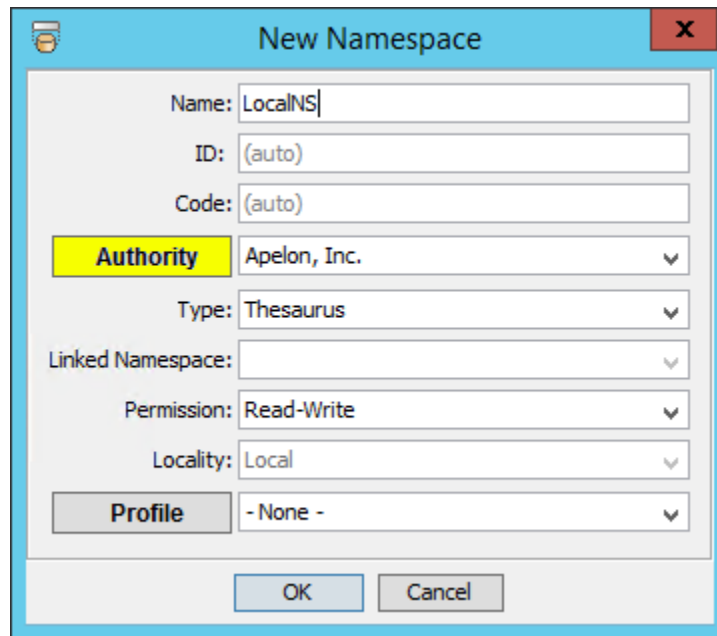 New Namespace
x
Name: LocalNS
ID: (auto)
Code: (auto)
Authority Apelon, Inc.
Type: Thesaurus
Linked Namespace:
Permission: Read-Write
Locality: Local
Profile - None -
OK Cancel